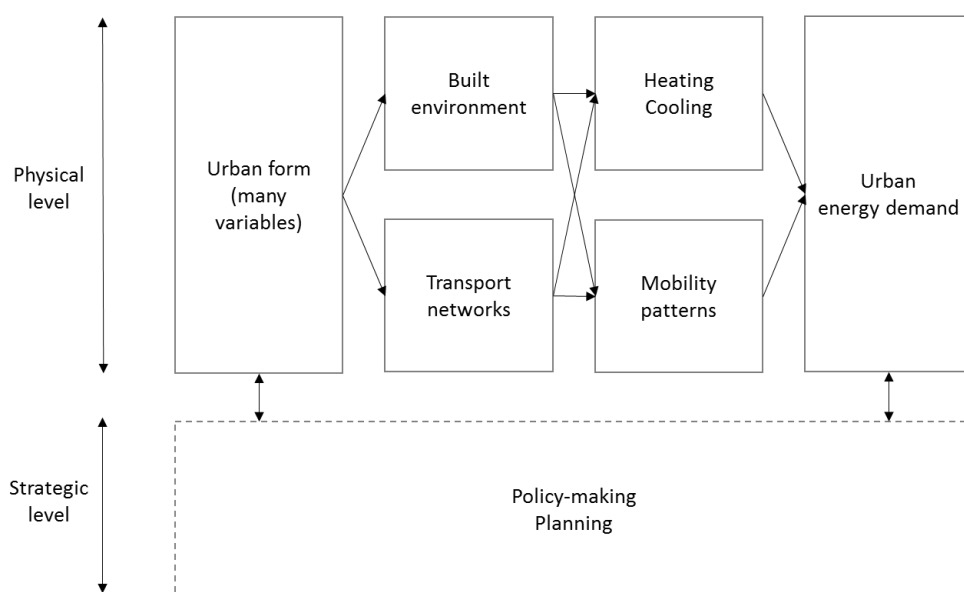 Physical
level
Urban form
(many
variables)
Built
environment
Heating
Cooling
Transport
networks
Mobility
patterns
Urban
energy demand
Strategic
level
Policy-making
Planning